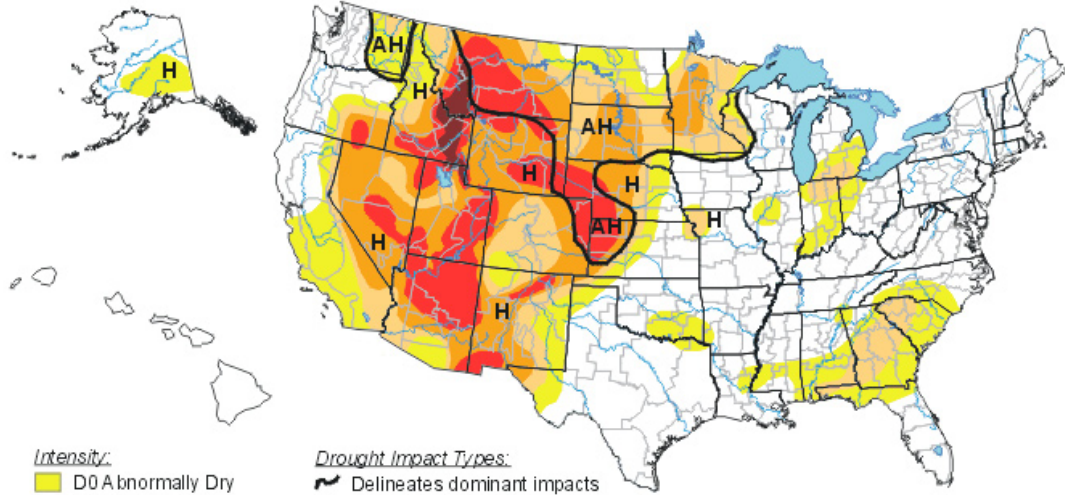 AH
H
H
AH
H
H
AH
H
H
H
Intensity:
D0 Abnormally Dry
Drought Impact Types:
Delineates dominant impacts